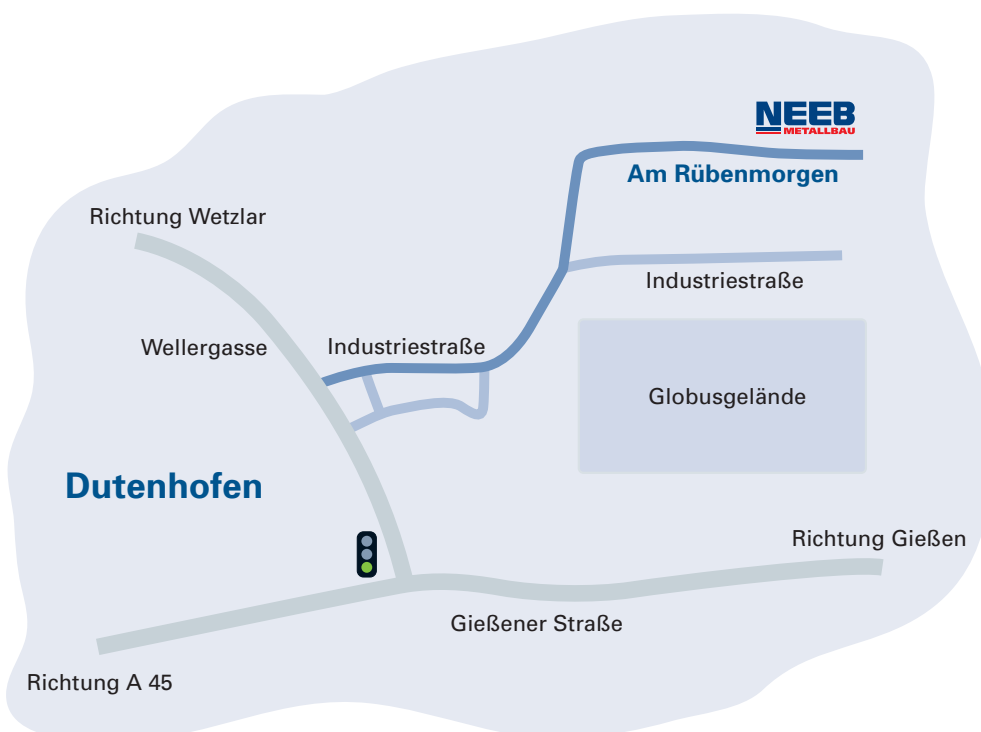 NEEB
METALLBAU
Am Rübenmorgen
Richtung Wetzlar
Industriestraße
Wellergasse
Industriestraße
Globusgelände
Dutenhofen
Richtung Gießen
Gießener Straße
Richtung A 45